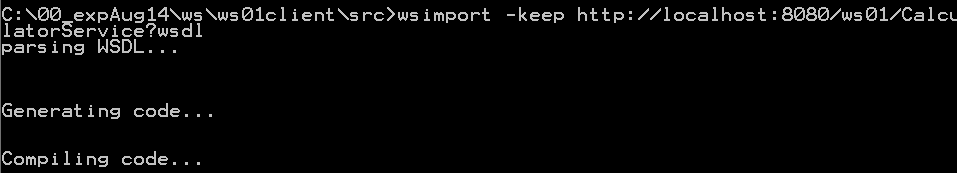 C:\00_expAug14\ws\ws01client\src>wsimport -keep http://localhost:8080/ws01/Calcu
latorService?wsdl
parsing WSDL...
Generating code...
Compiling code...